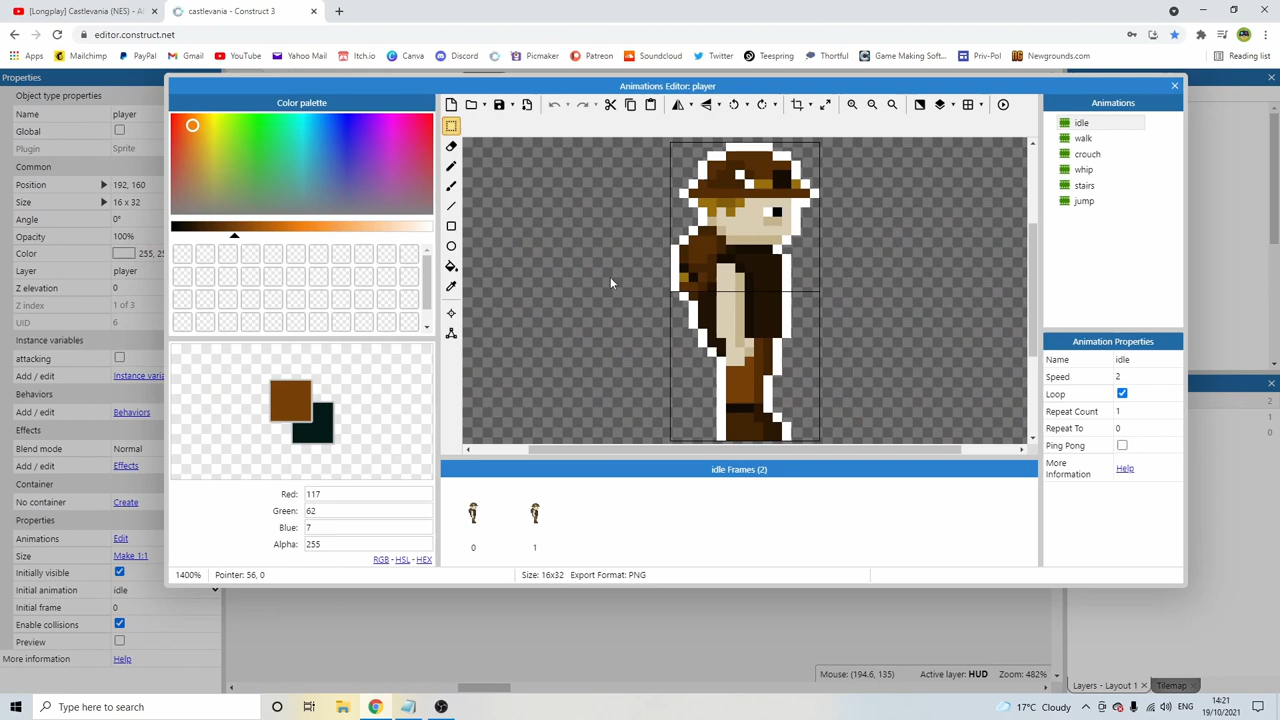 [Longplay] Castlevania (NES) - You
castlevania - Construct 3
editor.construct.net
Apps
Mailchimp
PayPal
Gmail
YouTube
Yahoo Mail
Itch.io
Canva
Discord
Picmaker
Patreon
Soundcloud
Twitter
Teespring
Thortful
Game Making Soft...
Priv-Pol
Newgrounds.com
Reading list
Properties
Object type properties
Name player
Global
Plugin Sprite
Common
Position 192, 160
Size 16 x 32
Angle 0°
Opacity 100%
Color 255, 25
Layer player
Z elevation 0
Z index 1 of 3
UID 6
Instance variables
attacking
Add / edit Instance varia
Behaviors
Add / edit Behaviors
Effects
Blend mode Normal
Add / edit Effects
Container
No container Create
Properties
Animations Edit
Size Make 1:1
Initially visible
Initial animation idle
Initial frame 0
Enable collisions
Preview
More information Help
Animations Editor: player
Color palette
Red: 117
Green: 62
Blue: 7
Alpha: 255
RGB - HSL - HEX
1400% Pointer: 56, 0
Size: 16x32 Export Format: PNG
idle Frames (2)
0 1
Animations
idle
walk
crouch
whip
stairs
jump
Animation Properties
Name idle
Speed 2
Loop
Repeat Count 1
Repeat To 0
Ping Pong
More Information Help
2
1
0
Mouse: (194.6, 135) Active layer: HUD Zoom: 482%
Layers - Layout 1
Tilemap
Type here to search
17°C Cloudy
ENG
14:21
19/10/2021